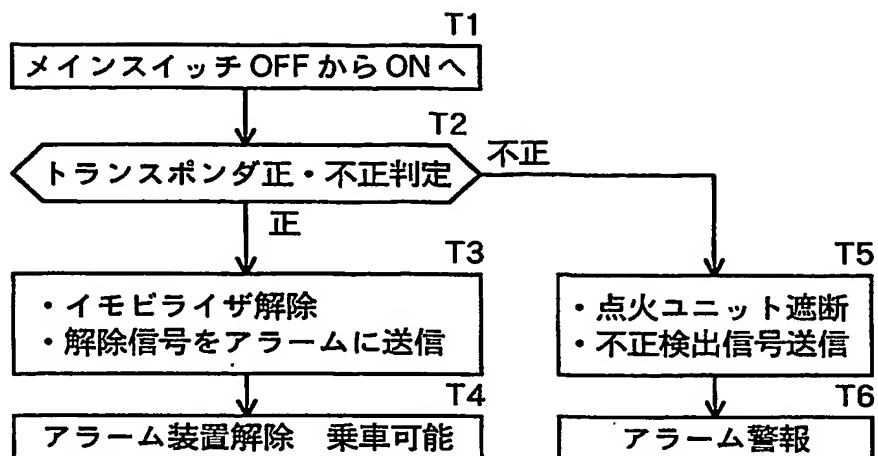 T1
メインスイッチ OFF から ON へ
T2
トランスポンダ正・不正判定
不正
正
T3
・イモビライザ解除
・解除信号をアラームに送信
T5
・点火ユニット遮断
・不正検出信号送信
T4
アラーム装置解除 乗車可能
T6
アラーム警報